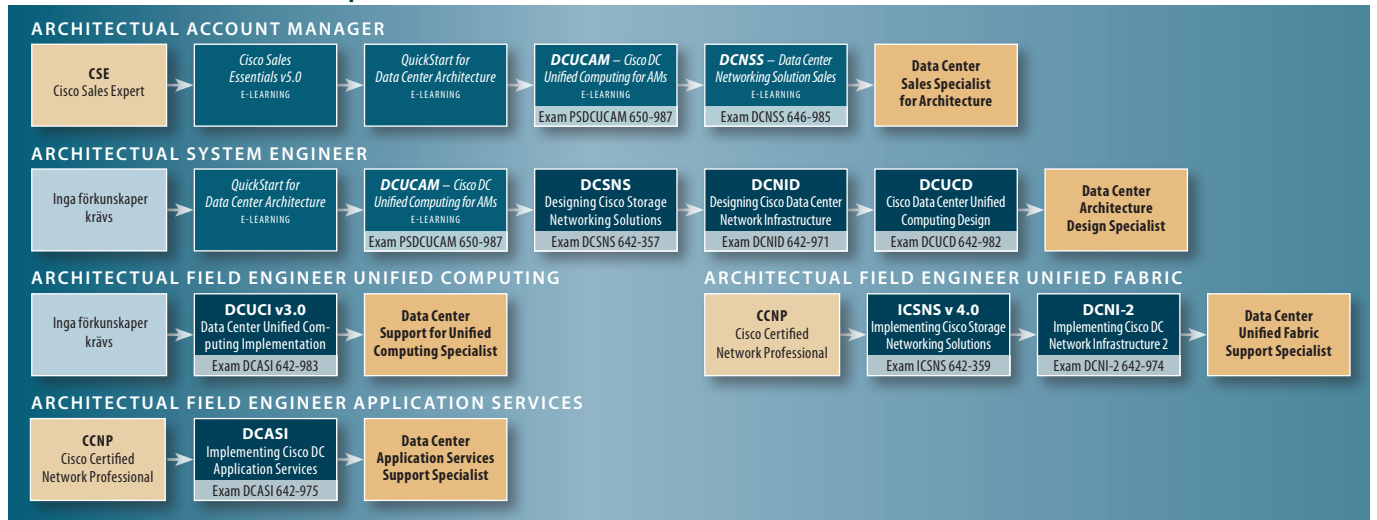 ARCHITECTURAL ACCOUNT MANAGER
CSE
Cisco Sales Expert
Cisco Sales
Essentials v5.0
E-LEARNING
QuickStart for
Data Center Architecture
E-LEARNING
DCUCAM – Cisco DC
Unified Computing for AMs
E-LEARNING
Exam PSDCUCAM 650-987
DCNSS – Data Center
Networking Solution Sales
E-LEARNING
Exam DCNSS 646-985
Data Center
Sales Specialist
for Architecture
ARCHITECTURAL SYSTEM ENGINEER
Inga förkunskaper
krävs
QuickStart for
Data Center Architecture
E-LEARNING
DCUCAM – Cisco DC
Unified Computing for AMs
E-LEARNING
Exam PSDCUCAM 650-987
DCSNS
Designing Cisco Storage
Networking Solutions
Exam DCSNS 642-357
DCNID
Designing Cisco Data Center
Network Infrastructure
Exam DCNID 642-971
DCUCD
Cisco Data Center Unified
Computing Design
Exam DCUCD 642-982
Data Center
Architecture
Design Specialist
ARCHITECTURAL FIELD ENGINEER UNIFIED COMPUTING
Inga förkunskaper
krävs
DCUCI v3.0
Data Center Unified Com-
puting Implementation
Exam DCASI 642-983
Data Center
Support for Unified
Computing Specialist
ARCHITECTURAL FIELD ENGINEER UNIFIED FABRIC
CCNP
Cisco Certified
Network Professional
ICSNS v 4.0
Implementing Cisco Storage
Networking Solutions
Exam ICSNS 642-359
DCNI-2
Implementing Cisco DC
Network Infrastructure 2
Exam DCNI-2 642-974
Data Center
Unified Fabric
Support Specialist
ARCHITECTURAL FIELD ENGINEER APPLICATION SERVICES
CCNP
Cisco Certified
Network Professional
DCASI
Implementing Cisco DC
Application Services
Exam DCASI 642-975
Data Center
Application Services
Support Specialist